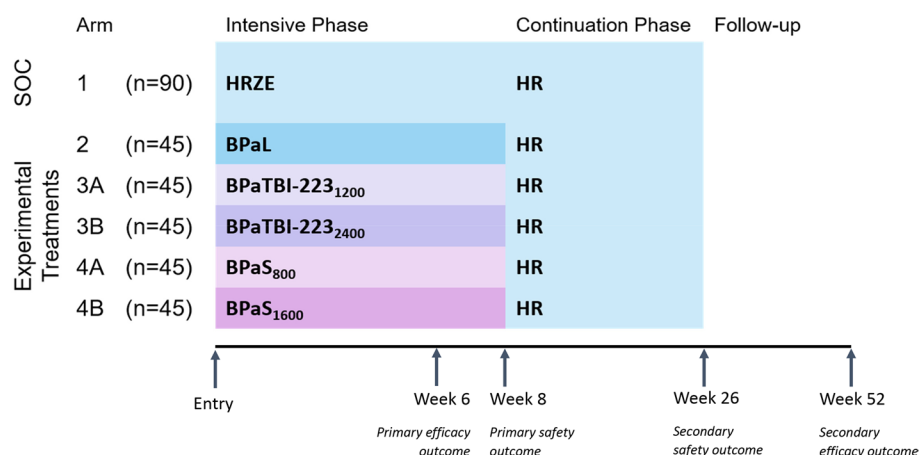 Arm Intensive Phase Continuation Phase Follow-up
SOC
1 (n=90) HRZE HR
Experimental
Treatments
2 (n=45) BPaL HR
3A (n=45) BPaTBI-223₁₂₀₀ HR
3B (n=45) BPaTBI-223₂₄₀₀ HR
4A (n=45) BPaS₈₀₀ HR
4B (n=45) BPaS₁₆₀₀ HR
Entry Week 6 Week 8 Week 26 Week 52
Primary efficacy Primary safety Secondary Secondary
outcome outcome safety outcome efficacy outcome